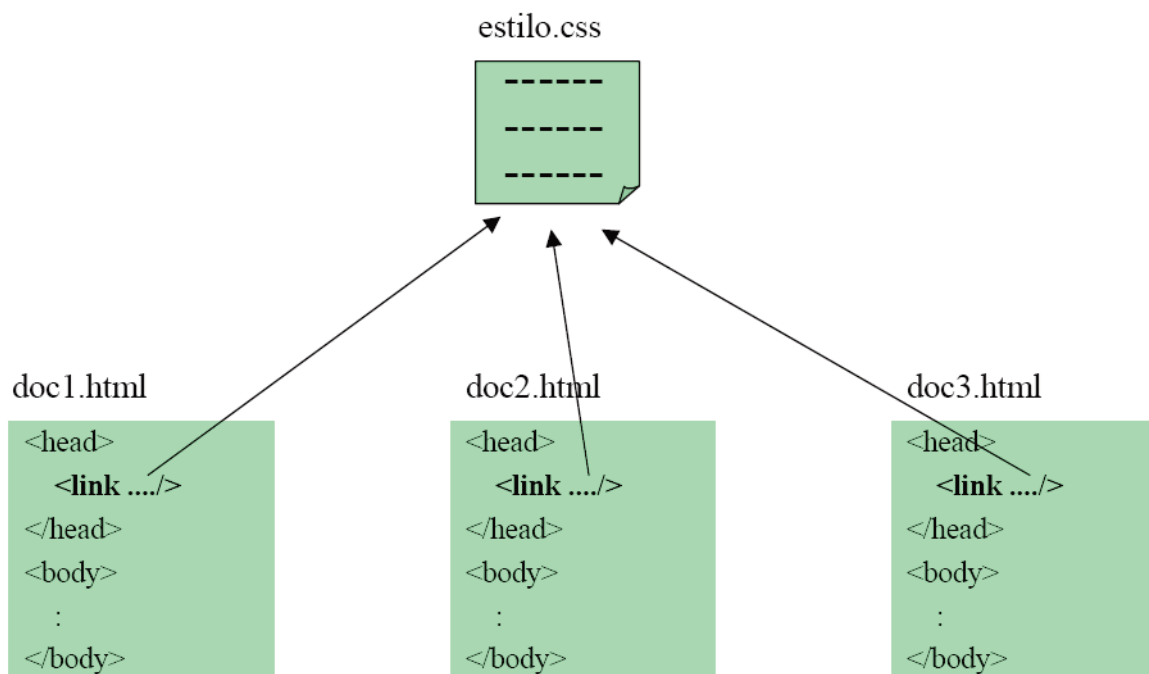 estilo.css
------
------
------
doc1.html
<head>
<link ..../>
</head>
<body>
:
</body>
doc2.html
<head>
<link ..../>
</head>
<body>
:
</body>
doc3.html
<head>
<link ..../>
</head>
<body>
:
</body>